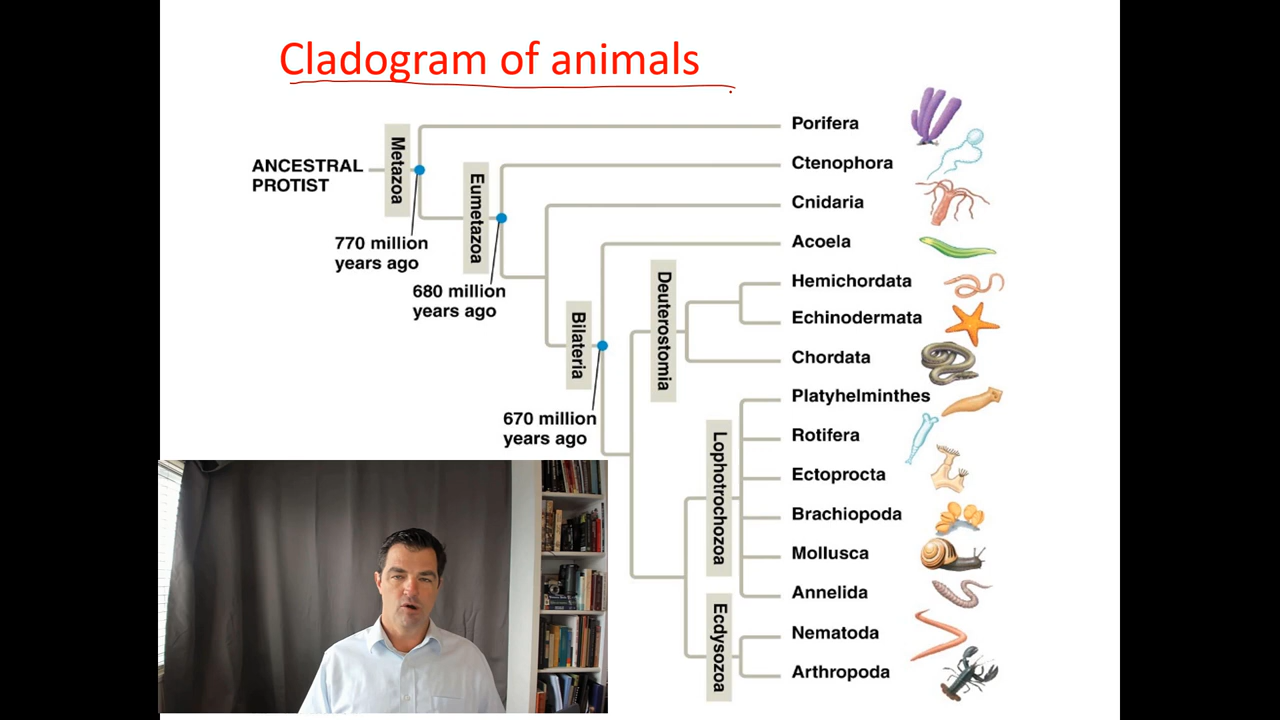 Cladogram of animals
ANCESTRAL
PROTIST
Metazoa
770 million
years ago
Eumetazoa
680 million
years ago
Bilateria
670 million
years ago
Deuterostomia
Lophotrochozoa
Ecdysozoa
Porifera
Ctenophora
Cnidaria
Acoela
Hemichordata
Echinodermata
Chordata
Platyhelminthes
Rotifera
Ectoprocta
Brachiopoda
Mollusca
Annelida
Nematoda
Arthropoda